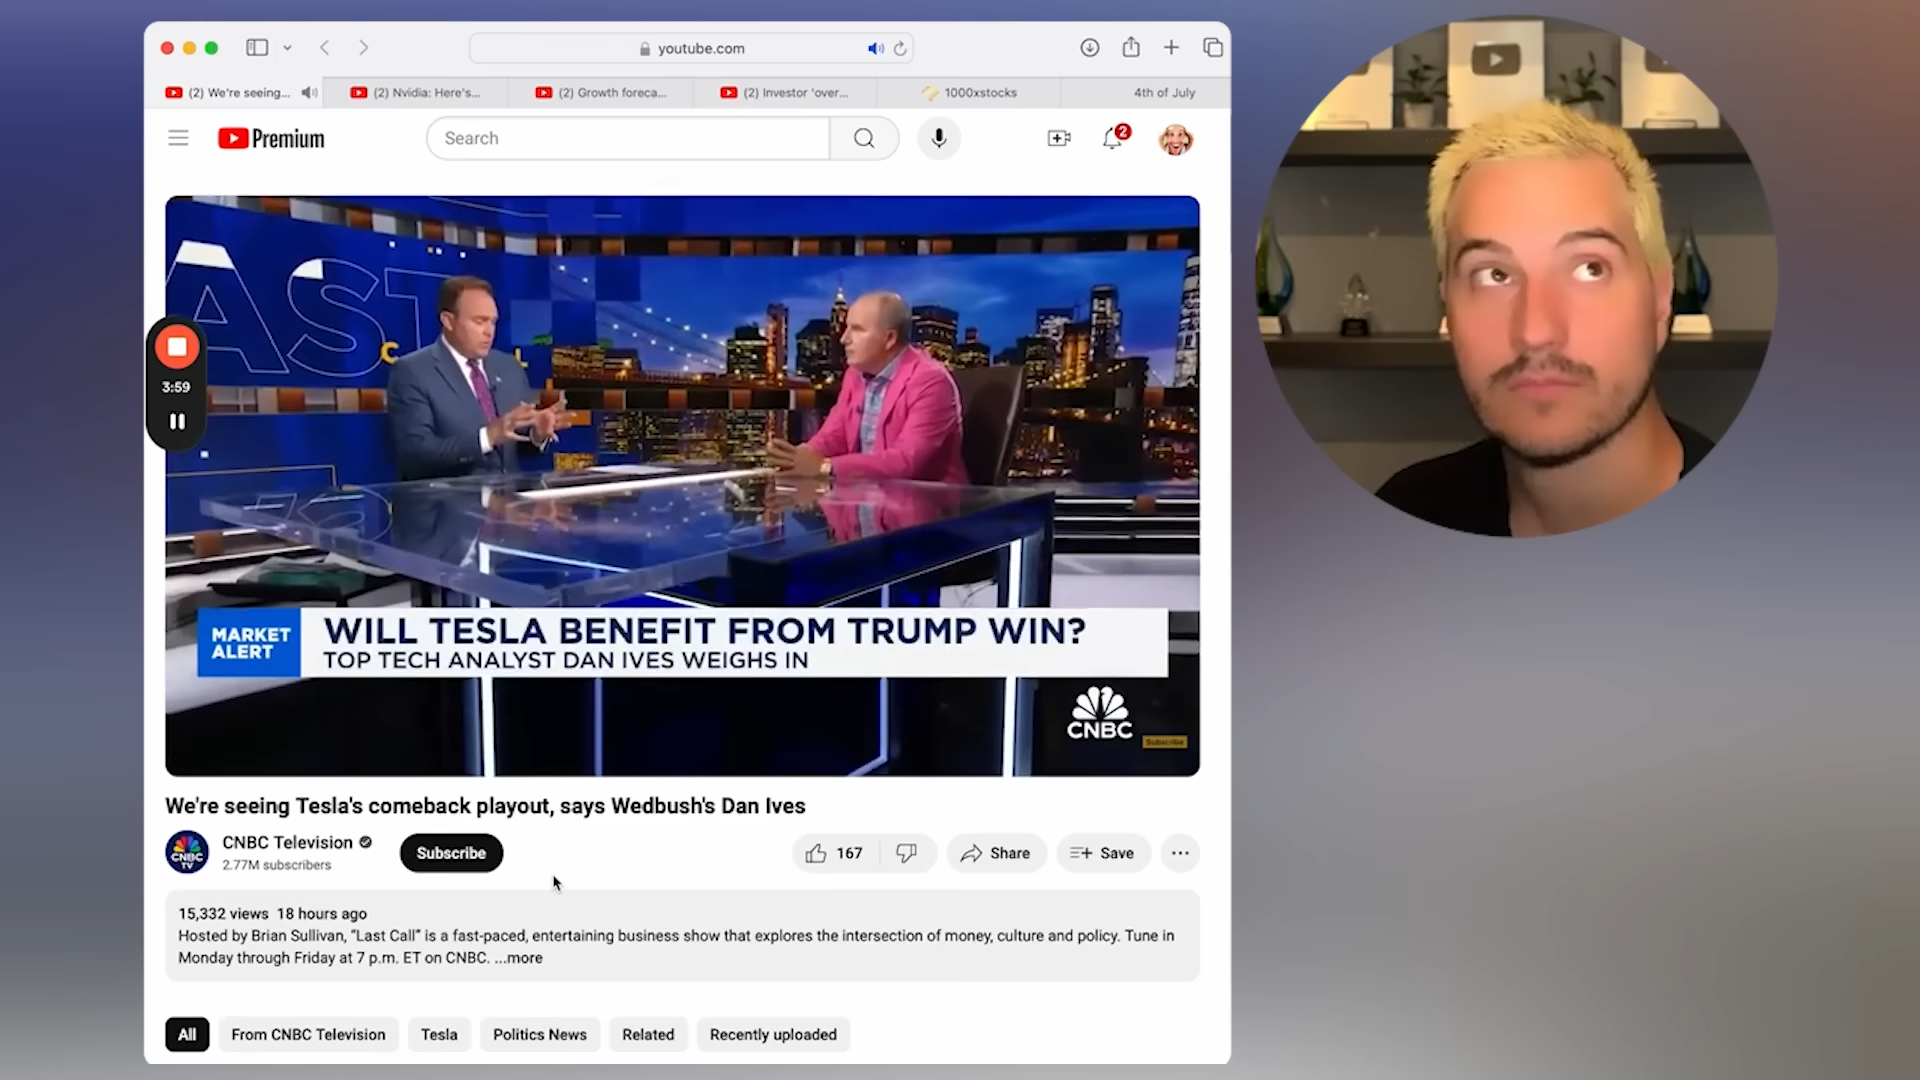 youtube.com
(2) We're seeing...
(2) Nvidia: Here's...
(2) Growth foreca...
(2) Investor 'over...
1000xstocks
4th of July
Premium
Search
2
AST
C
L
3:59
MARKET ALERT
WILL TESLA BENEFIT FROM TRUMP WIN?
TOP TECH ANALYST DAN IVES WEIGHS IN
CNBC
Subscribe
We're seeing Tesla's comeback playout, says Wedbush's Dan Ives
CNBC TV
CNBC Television
2.77M subscribers
Subscribe
167
Share
Save
15,332 views 18 hours ago
Hosted by Brian Sullivan, “Last Call” is a fast-paced, entertaining business show that explores the intersection of money, culture and policy. Tune in
Monday through Friday at 7 p.m. ET on CNBC. ...more
All
From CNBC Television
Tesla
Politics News
Related
Recently uploaded